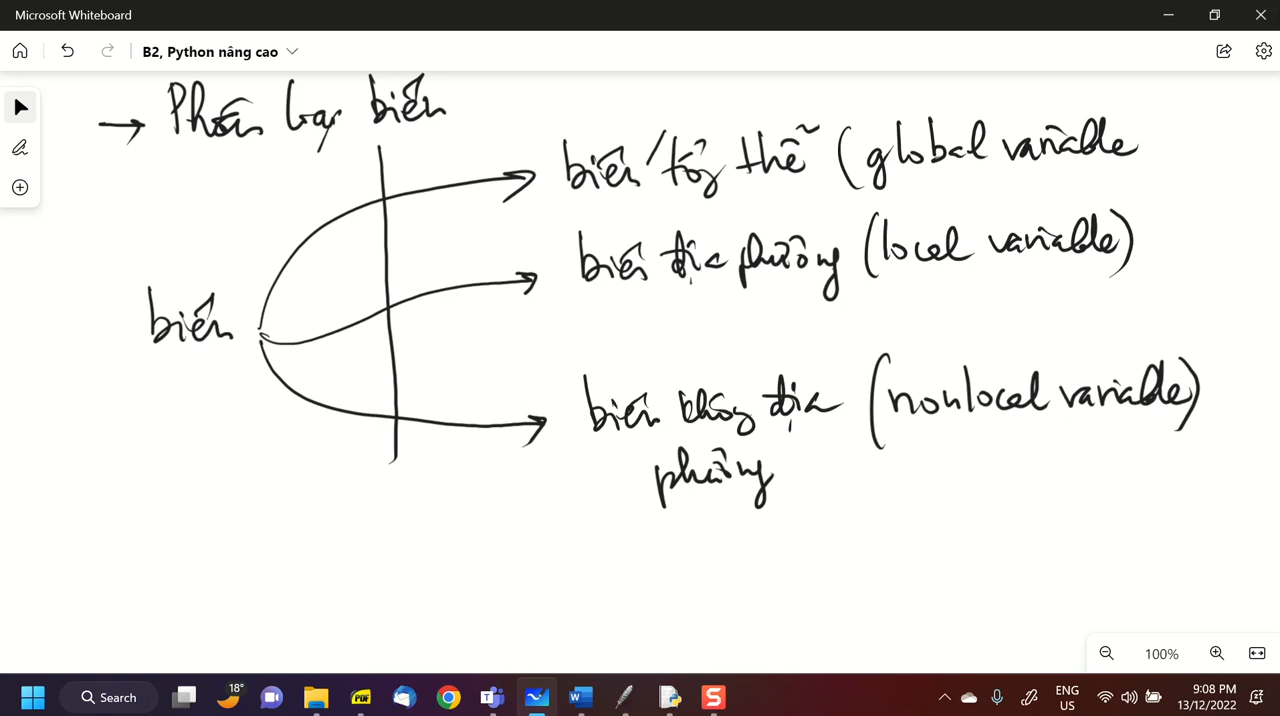 Microsoft Whiteboard
B2, Python nâng cao
→ Phân loại biến
biến tổng thể (global variable
biến địa phương (local variable)
biến
biến không địa (nonlocal variable)
phương
100%
Search
18°
PDF
ENG
US
9:08 PM
13/12/2022